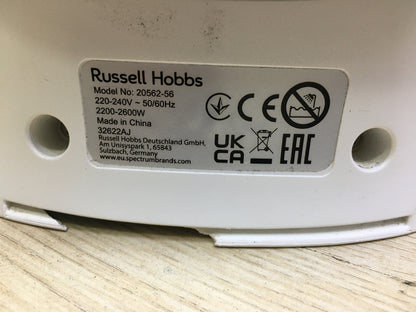 Russell Hobbs
Model No: 20562-56
220-240V ~ 50/60Hz
2200-2600W
Made in China
32622AJ
Russell Hobbs Deutschland GmbH,
Am Unisyspark 1, 65843
Sulzbach, Germany
www.eu.spectrumbrands.com
CE
UK
CA
EAC